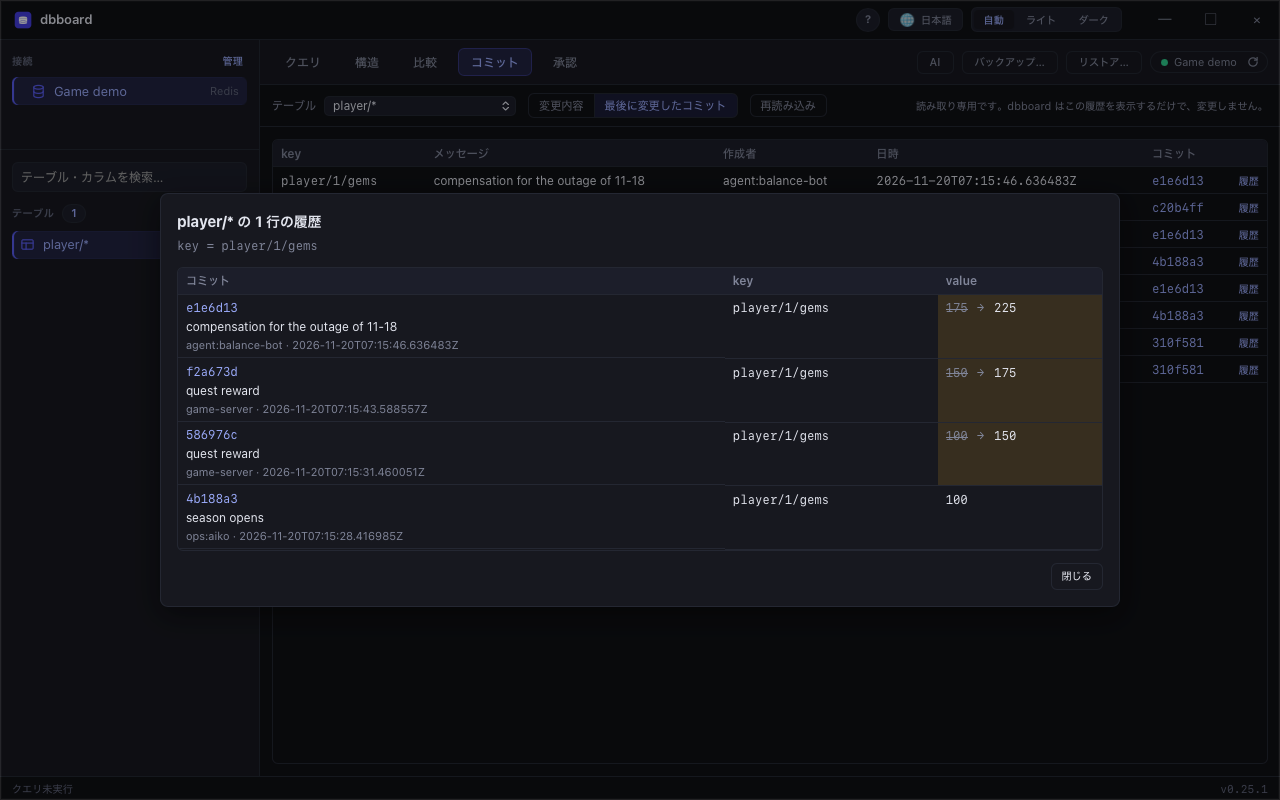 dbboard
? 日本語 自動 ライト ダーク
接続 管理
Game demo Redis
クエリ 構造 比較 コミット 承認
AI バックアップ... リストア... Game demo
テーブル player/* 変更内容 最後に変更したコミット 再読み込み 読み取り専用です。dbboard はこの履歴を表示するだけで、変更しません。
テーブル・カラムを検索...
テーブル 1
player/*
key メッセージ 作成者 日時 コミット
player/1/gems compensation for the outage of 11-18 agent:balance-bot 2026-11-20T07:15:46.636483Z e1e6d13 履歴
c20b4ff 履歴
e1e6d13 履歴
4b188a3 履歴
e1e6d13 履歴
4b188a3 履歴
310f581 履歴
310f581 履歴
player/* の 1 行の履歴
key = player/1/gems
コミット key value
e1e6d13 player/1/gems 175 → 225
compensation for the outage of 11-18
agent:balance-bot · 2026-11-20T07:15:46.636483Z
f2a673d player/1/gems 150 → 175
quest reward
game-server · 2026-11-20T07:15:43.588557Z
586976c player/1/gems 100 → 150
quest reward
game-server · 2026-11-20T07:15:31.460051Z
4b188a3 player/1/gems 100
season opens
ops:aiko · 2026-11-20T07:15:28.416985Z
閉じる
クエリ未実行 v0.25.1